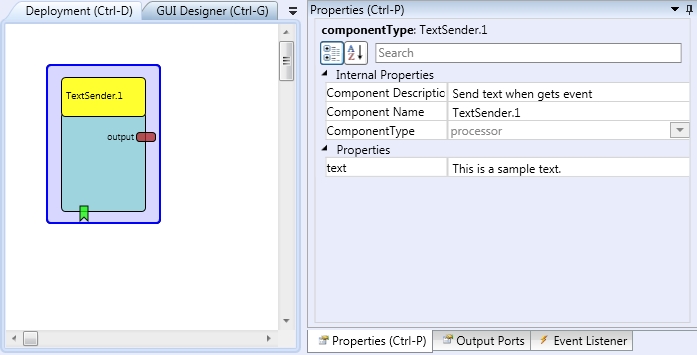 Deployment (Ctrl-D)
GUI Designer (Ctrl-G)
TextSender.1
output
Properties (Ctrl-P)
componentType: TextSender.1
A
Z
Search
Internal Properties
Component Descriptic Send text when gets event
Component Name TextSender.1
ComponentType processor
Properties
text This is a sample text.
Properties (Ctrl-P)
Output Ports
Event Listener